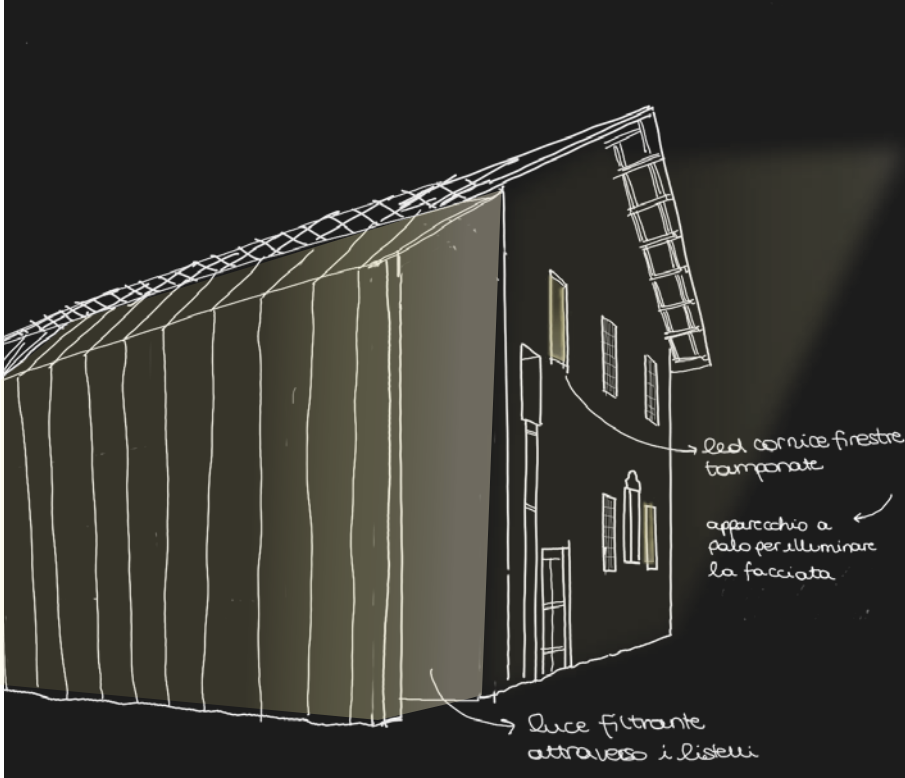 led cornice finestre
tamponate
apparecchio a
palo per illuminare
la facciata
luce filtrante
attraverso i listelli